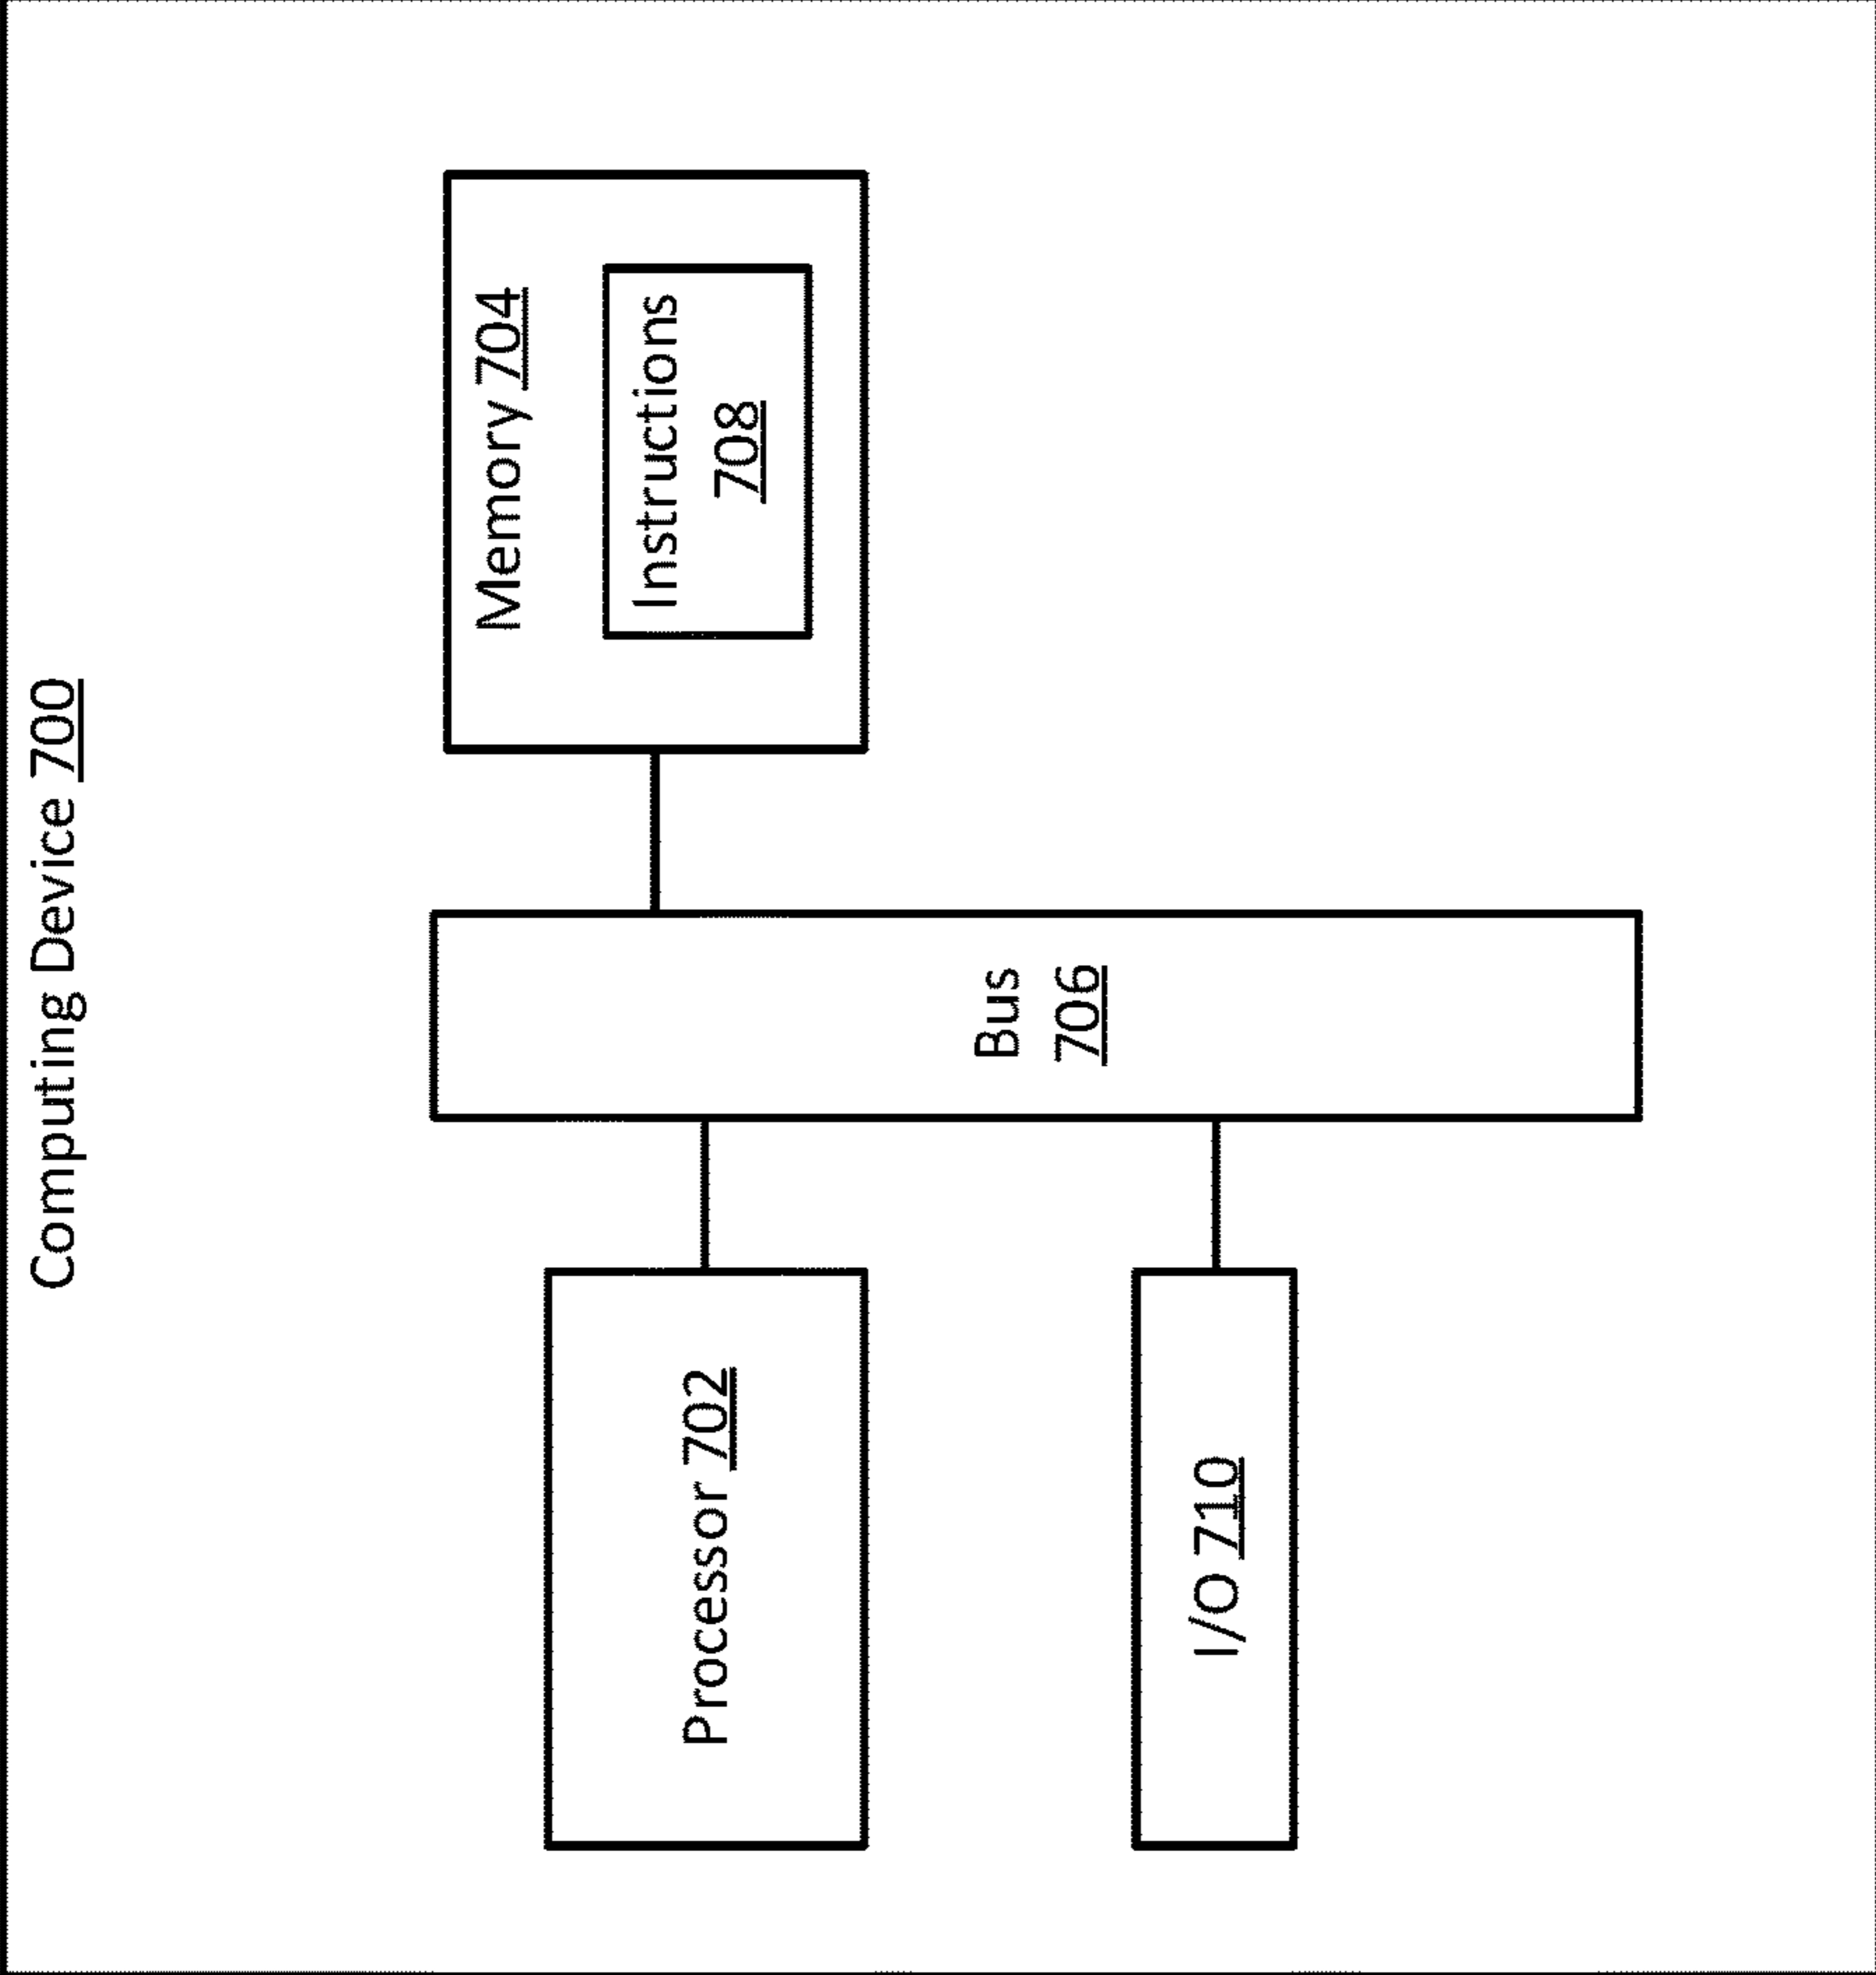 Computing Device 700
Processor 702
I/O 710
Bus
706
Memory 704
Instructions
708